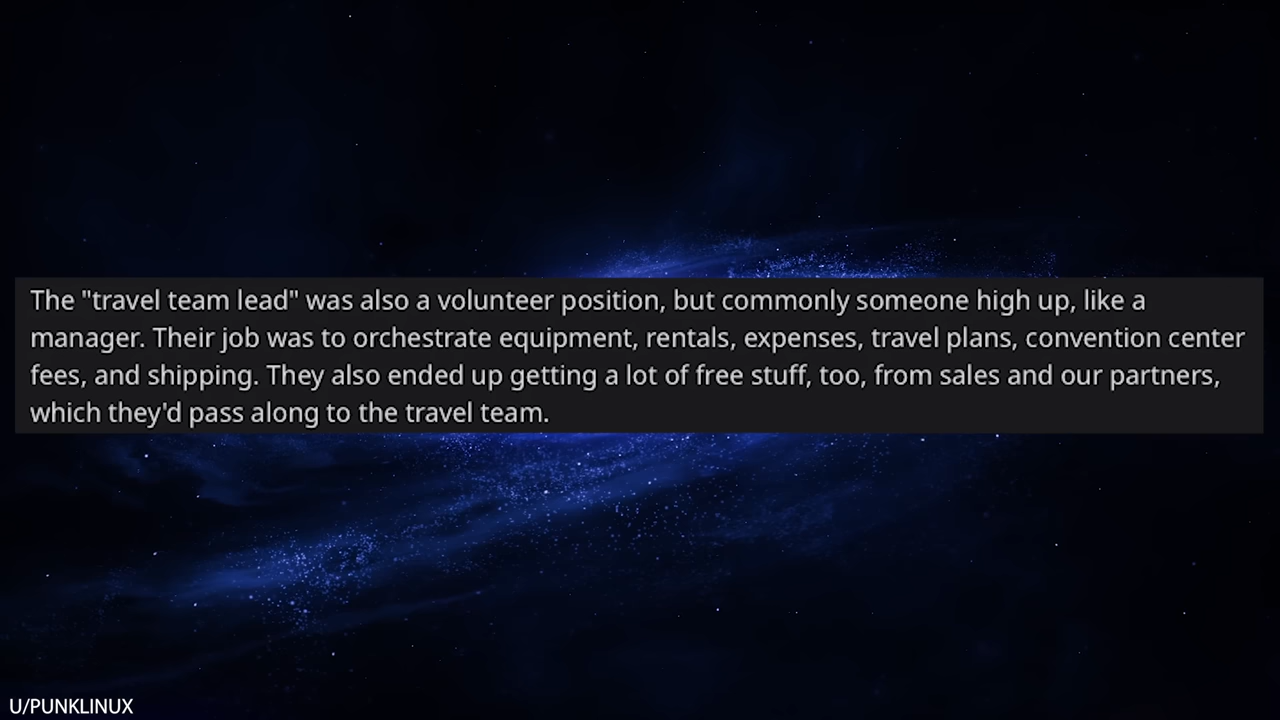 The "travel team lead" was also a volunteer position, but commonly someone high up, like a
manager. Their job was to orchestrate equipment, rentals, expenses, travel plans, convention center
fees, and shipping. They also ended up getting a lot of free stuff, too, from sales and our partners,
which they'd pass along to the travel team.
U/PUNKLINUX